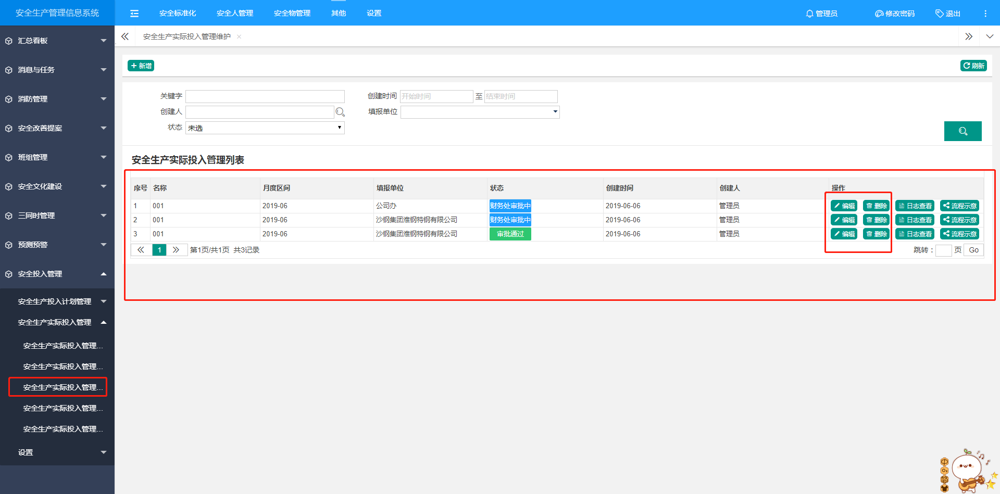 安全生产管理信息系统
安全标准化 安全人管理 安全物管理 其他 设置 管理员 修改密码 退出
安全生产实际投入管理维护
汇总看板
消息与任务
消防管理
安全改善提案
班组管理
安全文化建设
三同时管理
预测预警
安全投入管理
安全生产投入计划管理
安全生产实际投入管理
安全生产实际投入管理...
安全生产实际投入管理...
安全生产实际投入管理...
安全生产实际投入管理...
安全生产实际投入管理...
设置
新增 刷新
关键字 创建时间 开始时间 至 结束时间
创建人 填报单位
状态 未选
安全生产实际投入管理列表
序号 名称 月度区间 填报单位 状态 创建时间 创建人 操作
1 001 2019-06 公司办 财务处审批中 2019-06-06 管理员 编辑 删除 日志查看 流程示意
2 001 2019-06 沙钢集团淮钢特钢有限公司 财务处审批中 2019-06-06 管理员 编辑 删除 日志查看 流程示意
3 001 2019-06 沙钢集团淮钢特钢有限公司 审批通过 2019-06-06 管理员 编辑 删除 日志查看 流程示意
1 第1页/共1页 共3记录 跳转： 页 Go
中
简